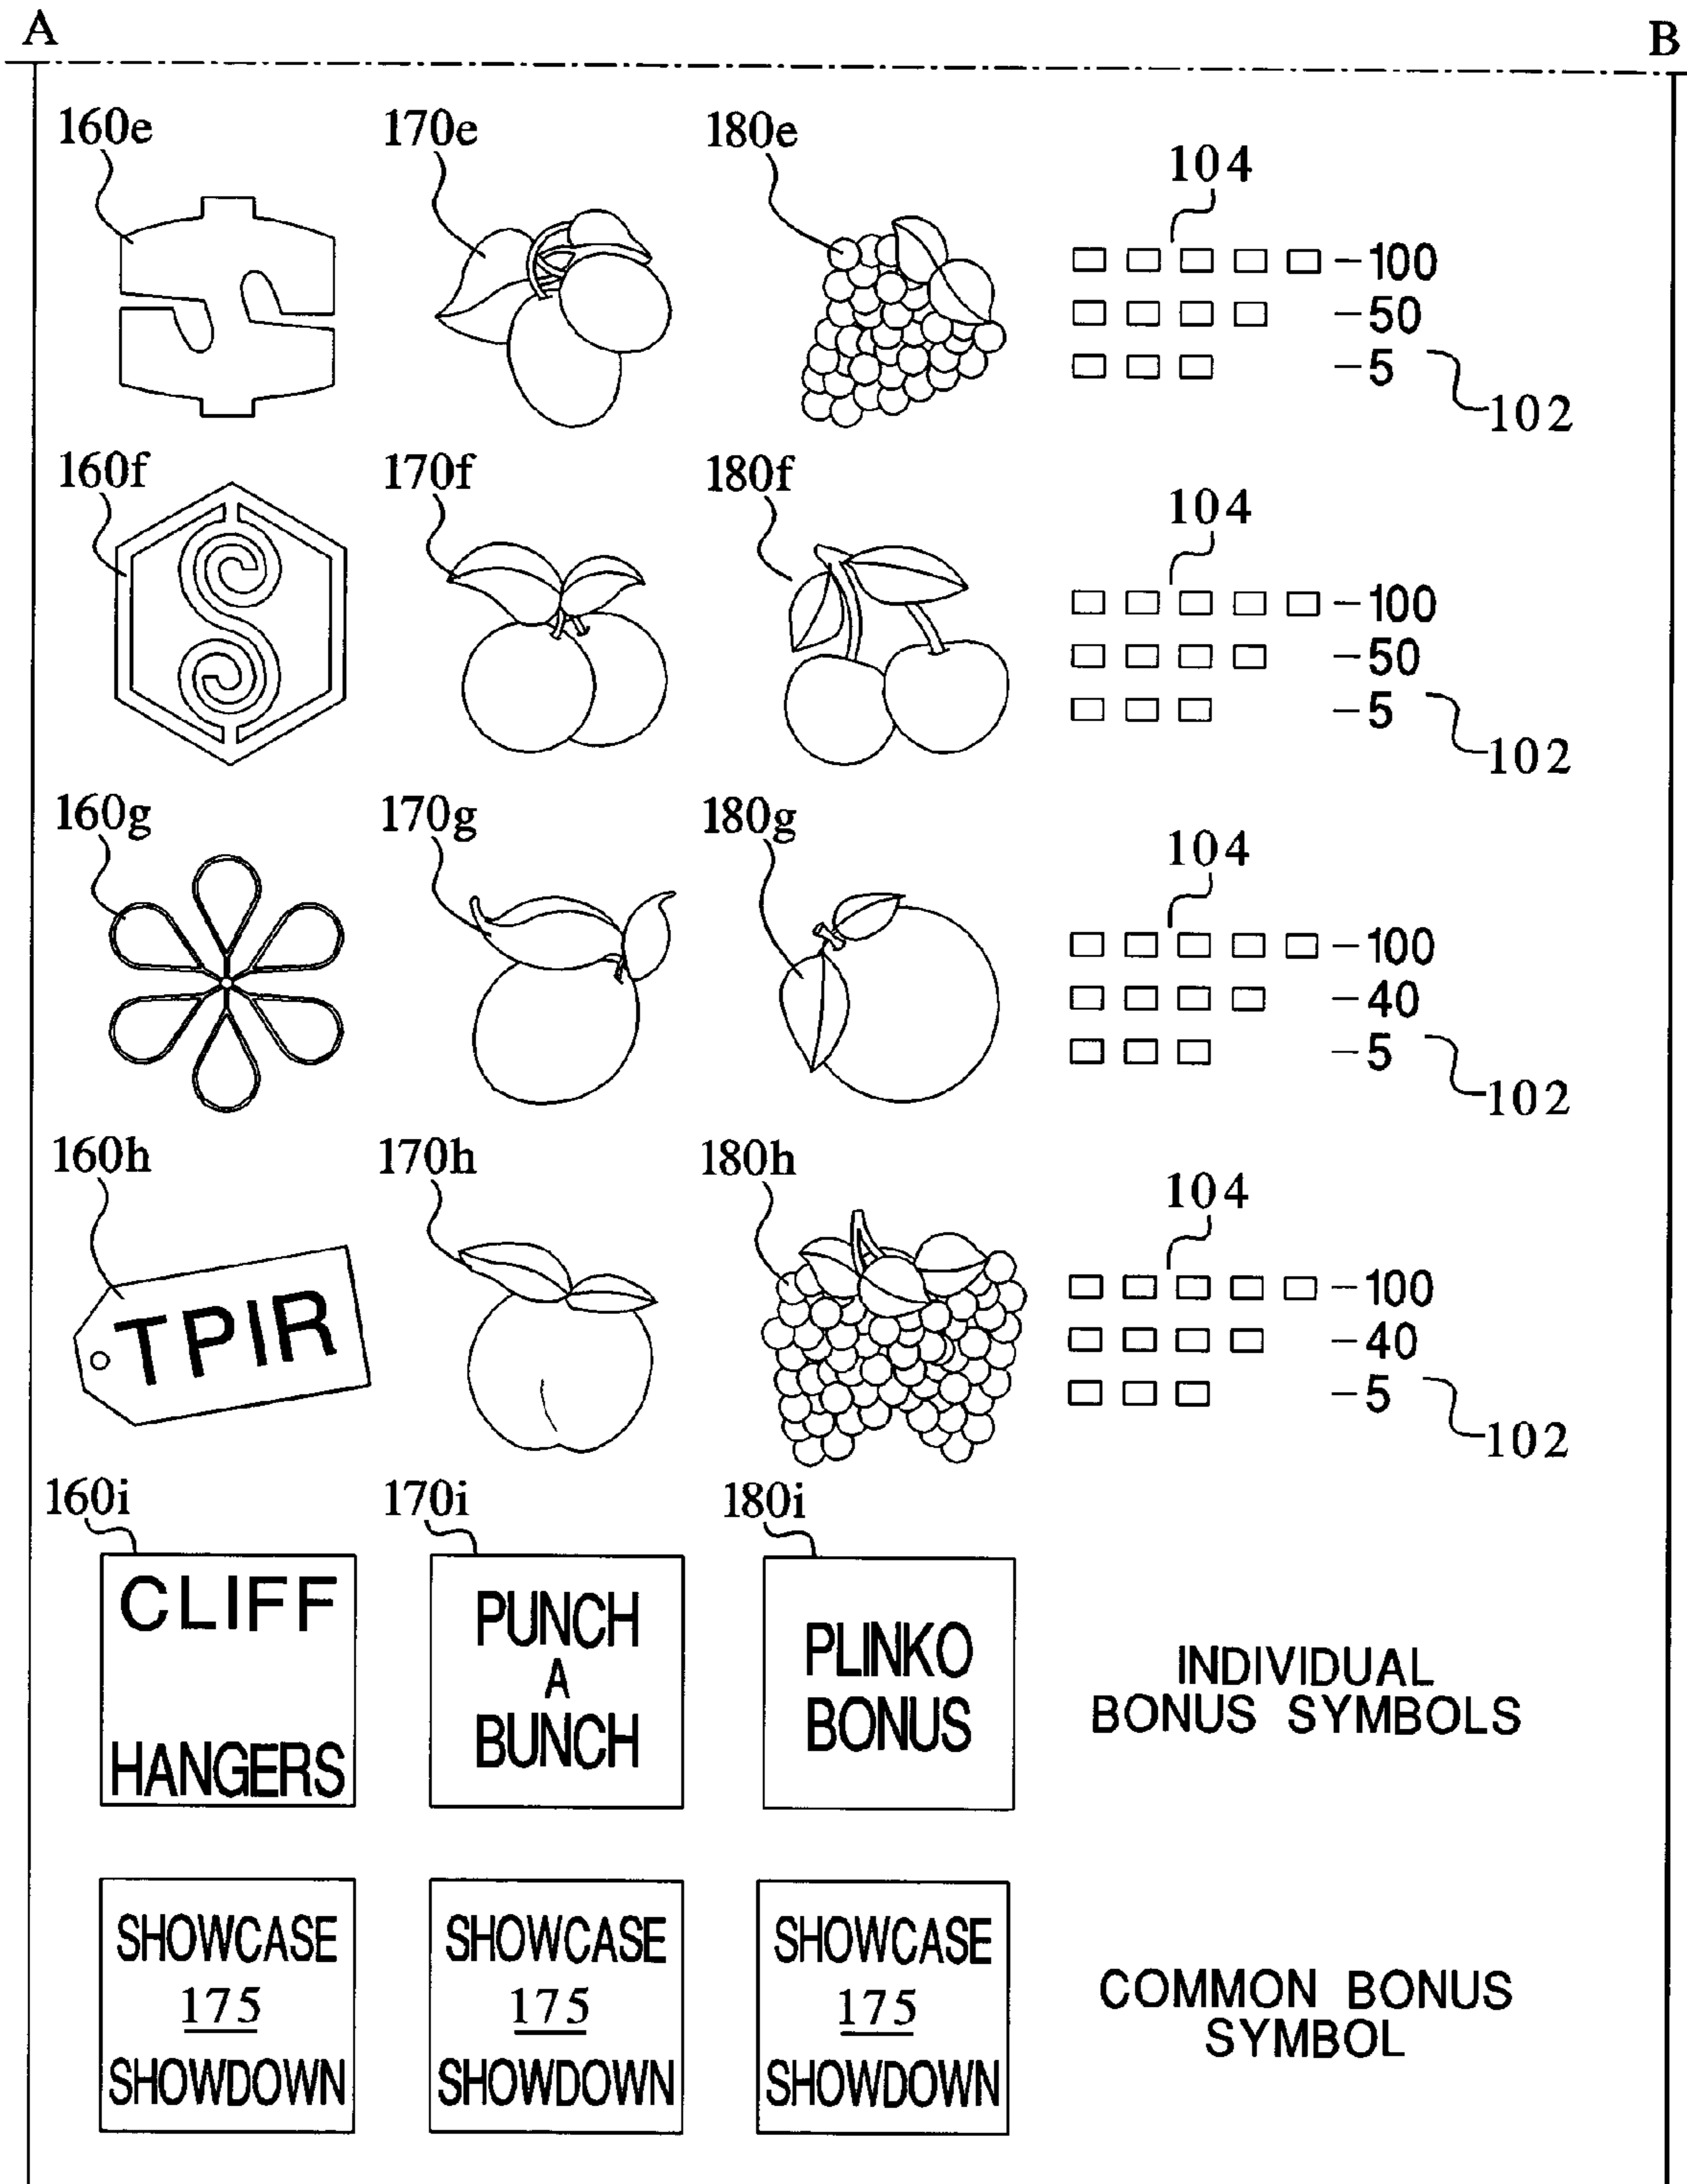 A B
160e 170e 180e 104
-100
-50
-5
102
160f 170f 180f 104
-100
-50
-5
102
160g 170g 180g 104
-100
-40
-5
102
160h 170h 180h 104
TPIR
-100
-40
-5
102
160i 170i 180i
CLIFF
HANGERS
PUNCH
A
BUNCH
PLINKO
BONUS
INDIVIDUAL
BONUS SYMBOLS
SHOWCASE
175
SHOWDOWN
SHOWCASE
175
SHOWDOWN
SHOWCASE
175
SHOWDOWN
COMMON BONUS
SYMBOL